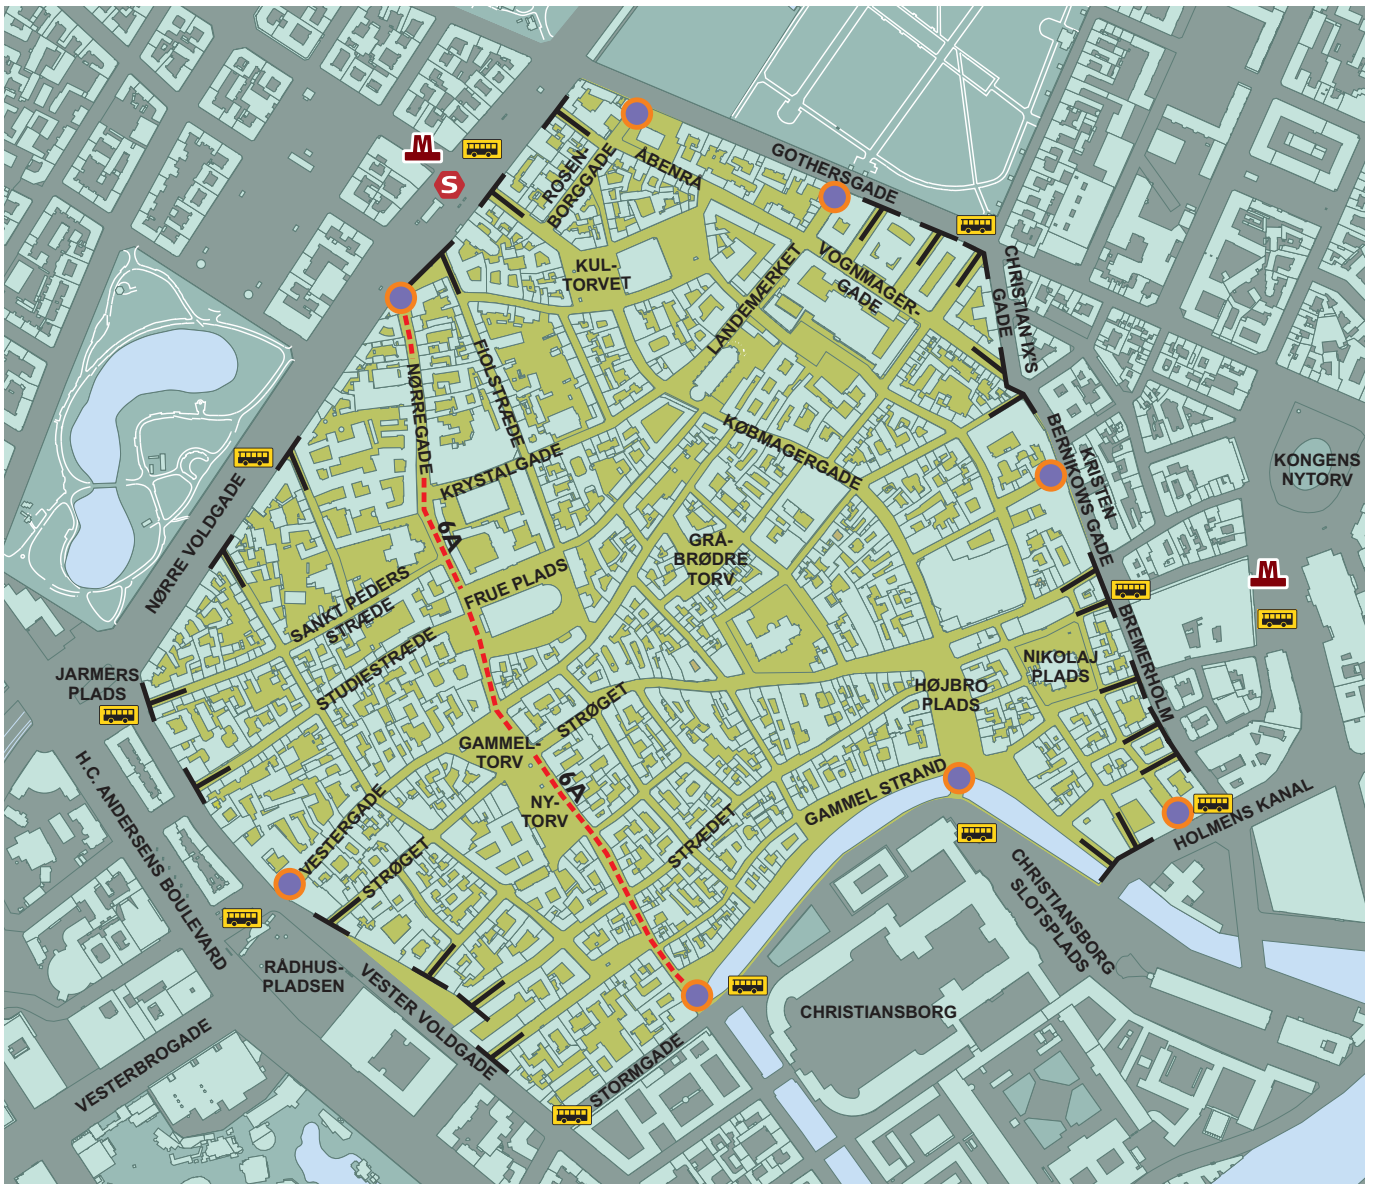 M
S
ROSEN-
BORGGADE
ÅBENRÅ
GOTHERSGADE
KUL-
TORVET
LANDEMÆRKET
VOGNMAGER-
GADE
CHRISTIAN IX'S
GADE
NØRREGADE
FIOLSTRÆDE
KRYSTALGADE
KØBMAGERGADE
KRISTEN
BERNIKOWS GADE
KONGENS
NYTORV
M
NØRRE VOLDGADE
6A
GRÅ-
BRØDRE
TORV
FRUE PLADS
SANKT PEDERS
STRÆDE
STUDIESTRÆDE
JARMERS
PLADS
BREMERHOLM
NIKOLAJ
PLADS
HØJBRO
PLADS
STRØGET
GAMMEL-
TORV
6A
NY-
TORV
GAMMEL STRAND
STRÆDET
HOLMENS KANAL
H.C. ANDERSENS BOULEVARD
VESTERGADE
STRØGET
CHRISTIANSBORG
SLOTSPLADS
RÅDHUS-
PLADSEN
VESTER VOLDGADE
CHRISTIANSBORG
VESTERBROGADE
STORMGADE